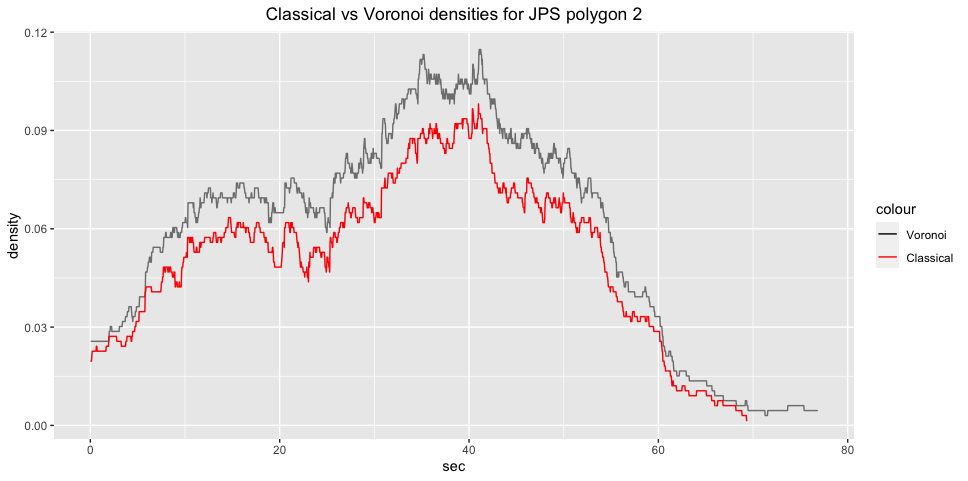 Classical vs Voronoi densities for JPS polygon 2
0.12
0.09
0.06
0.03
0.00
density
0 20 40 60 80
sec
colour
Voronoi
Classical